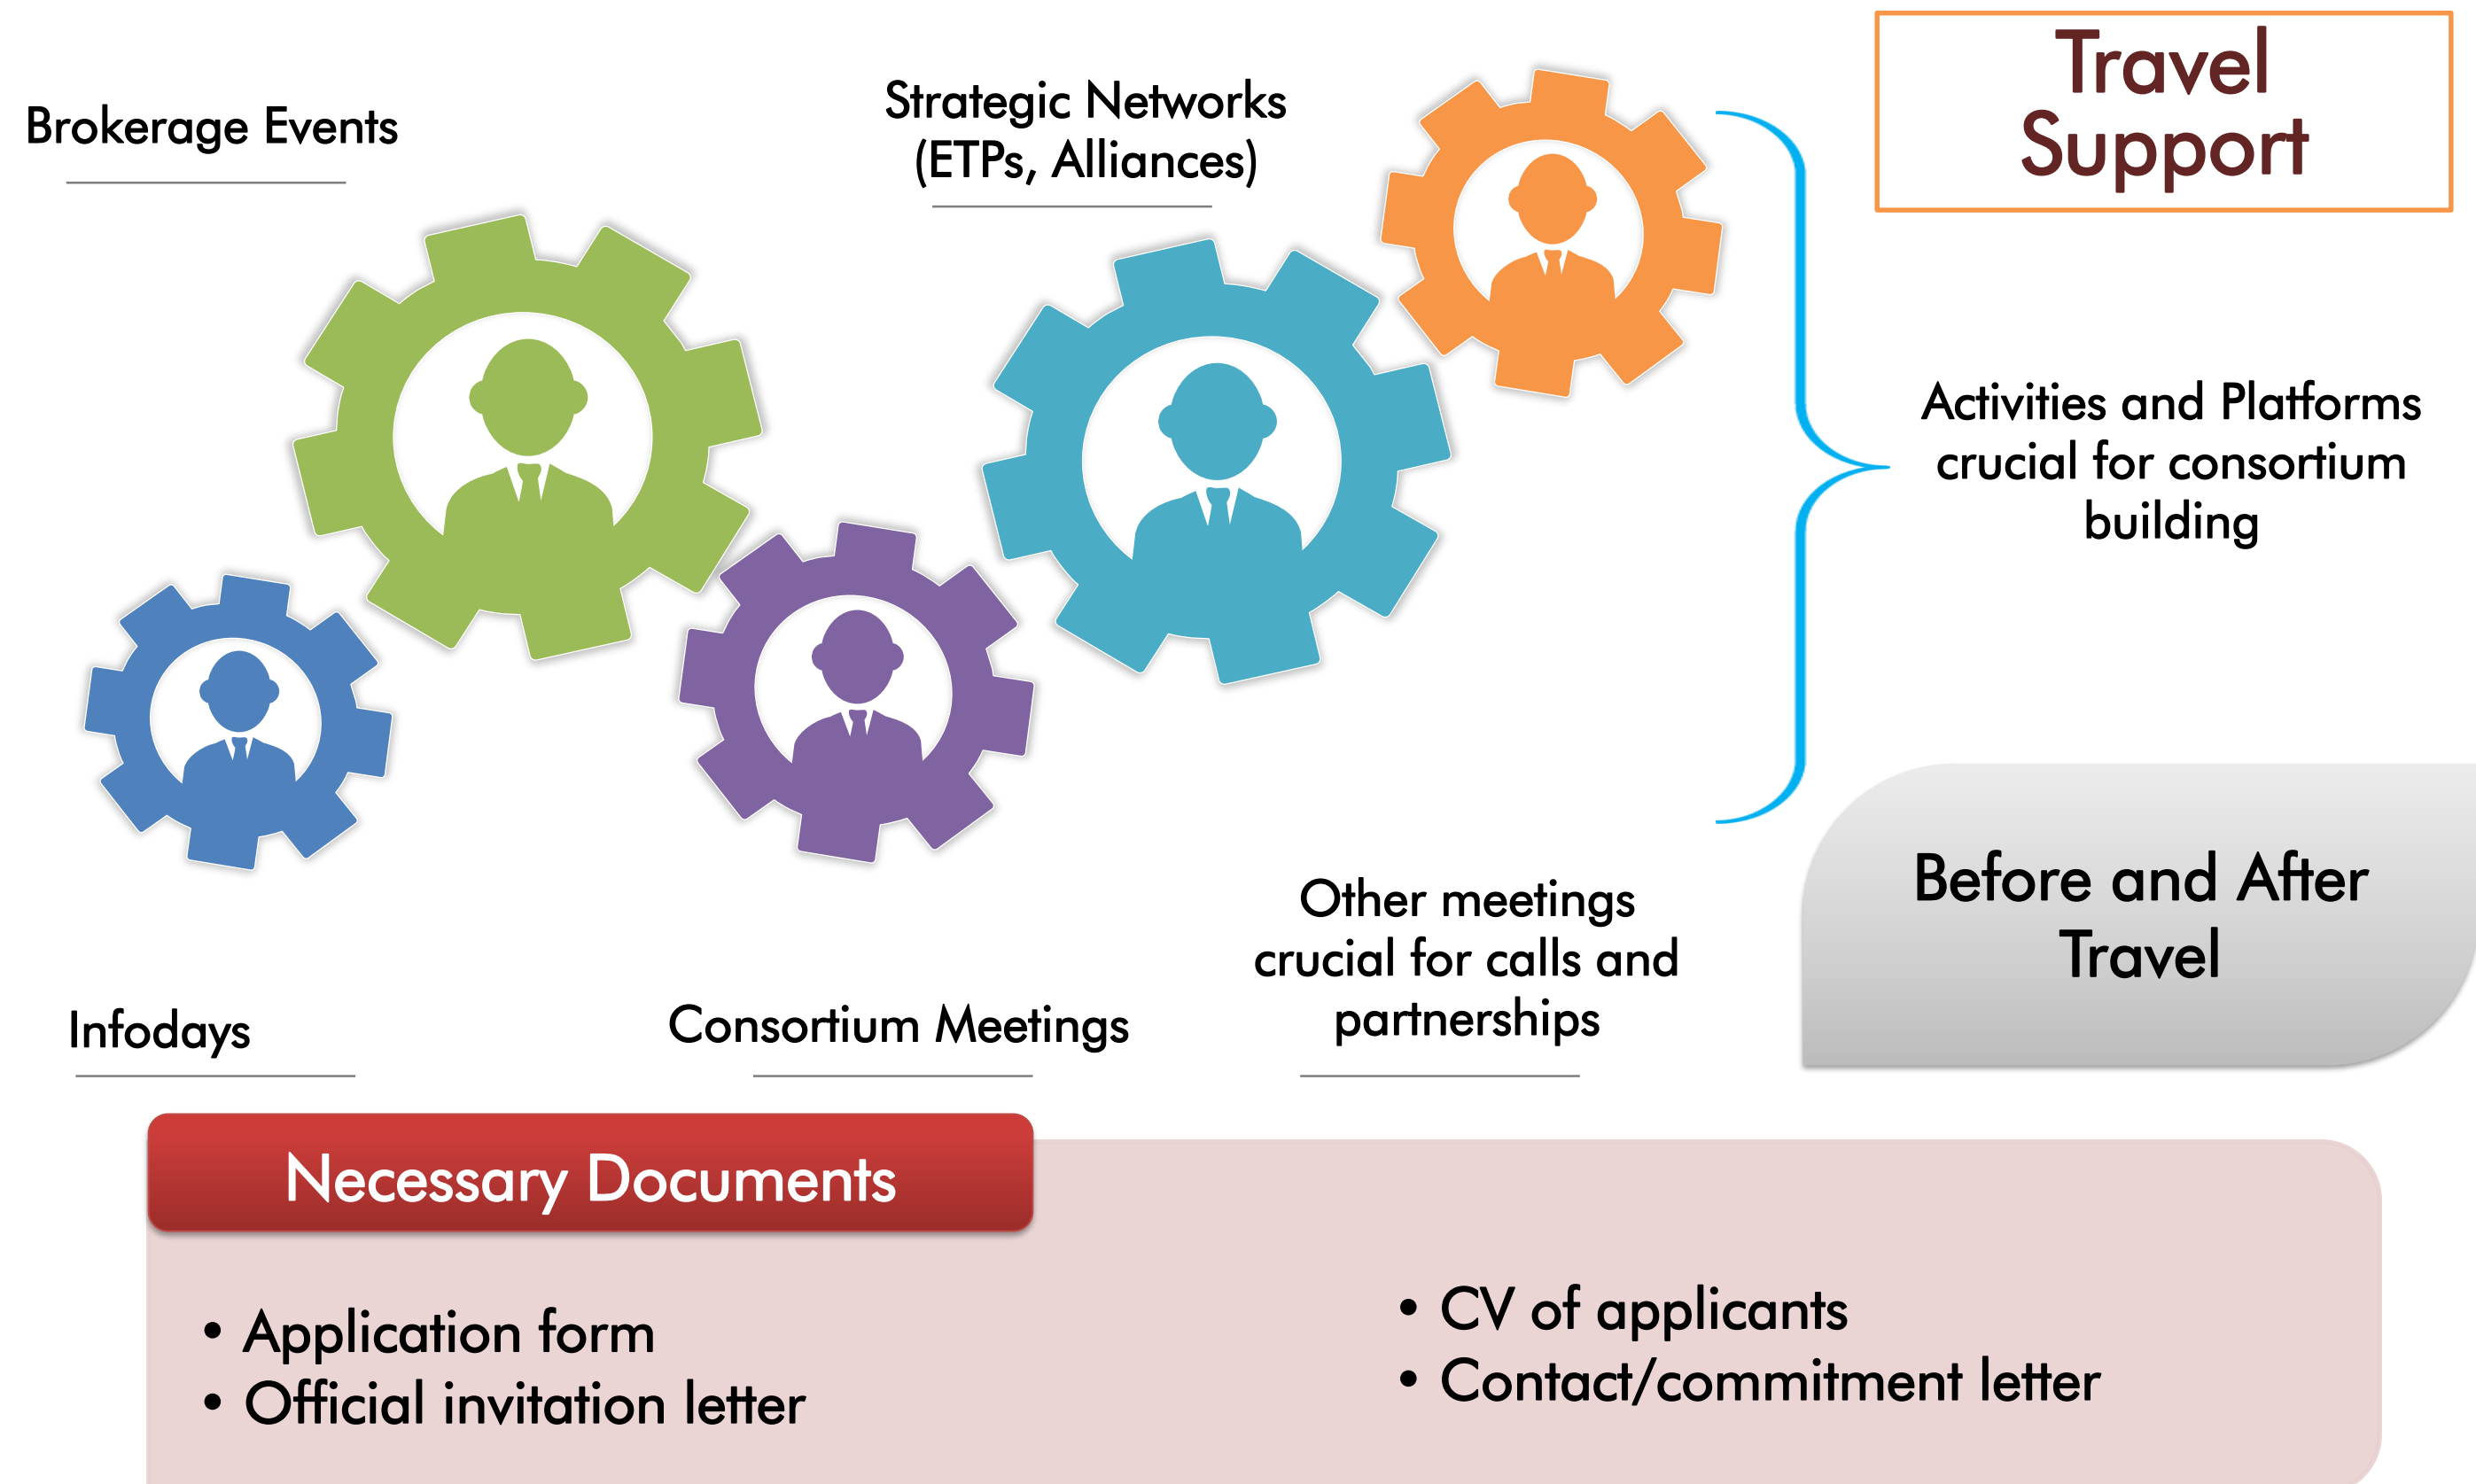 Travel
Support
Brokerage Events
Strategic Networks
(ETPs, Alliances)
Activities and Platforms
crucial for consortium
building
Infodays
Consortium Meetings
Other meetings
crucial for calls and
partnerships
Before and After
Travel
Necessary Documents
• Application form
• Official invitation letter
• CV of applicants
• Contact/commitment letter